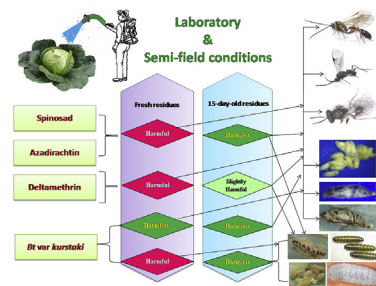 Laboratory
&
Semi-field conditions
Fresh residues
15-day-old residues
Spinosad
Harmful
Harmless
Azadirachtin
Deltamethrin
Harmful
Slightly
Harmful
Harmless
Harmless
Bt var kurstaki
Harmful
Harmless